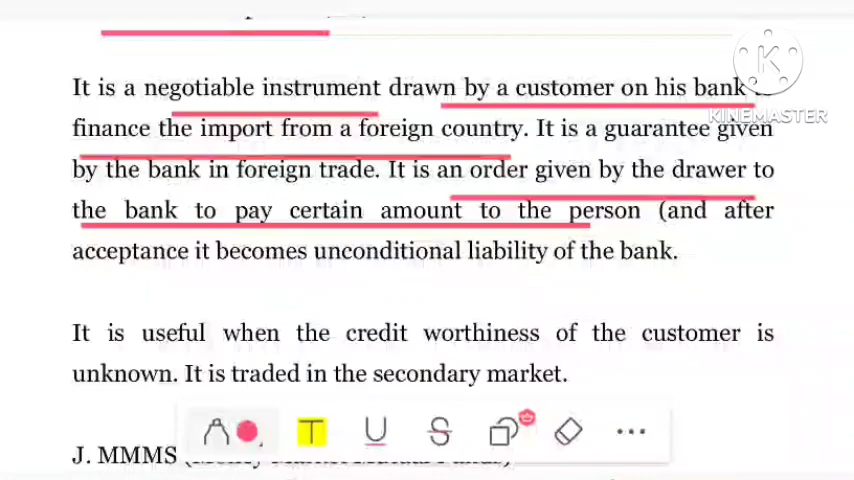 It is a negotiable instrument drawn by a customer on his bank
KINEMASTER
finance the import from a foreign country. It is a guarantee given
by the bank in foreign trade. It is an order given by the drawer to
the bank to pay certain amount to the person (and after
acceptance it becomes unconditional liability of the bank.
It is useful when the credit worthiness of the customer is
unknown. It is traded in the secondary market.
T U S
J. MMMS